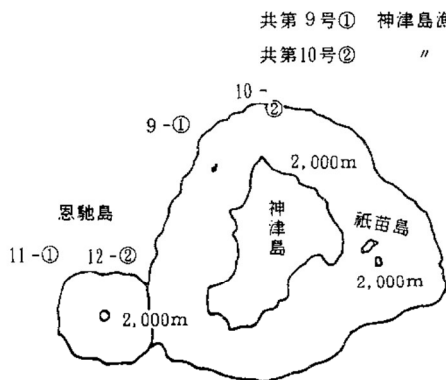 共第9号① 神津島漁
共第10号② 〃
10-②
9-①
2,000m
恩馳島
神津島
祇苗島
11-① 12-②
2,000m
2,000m